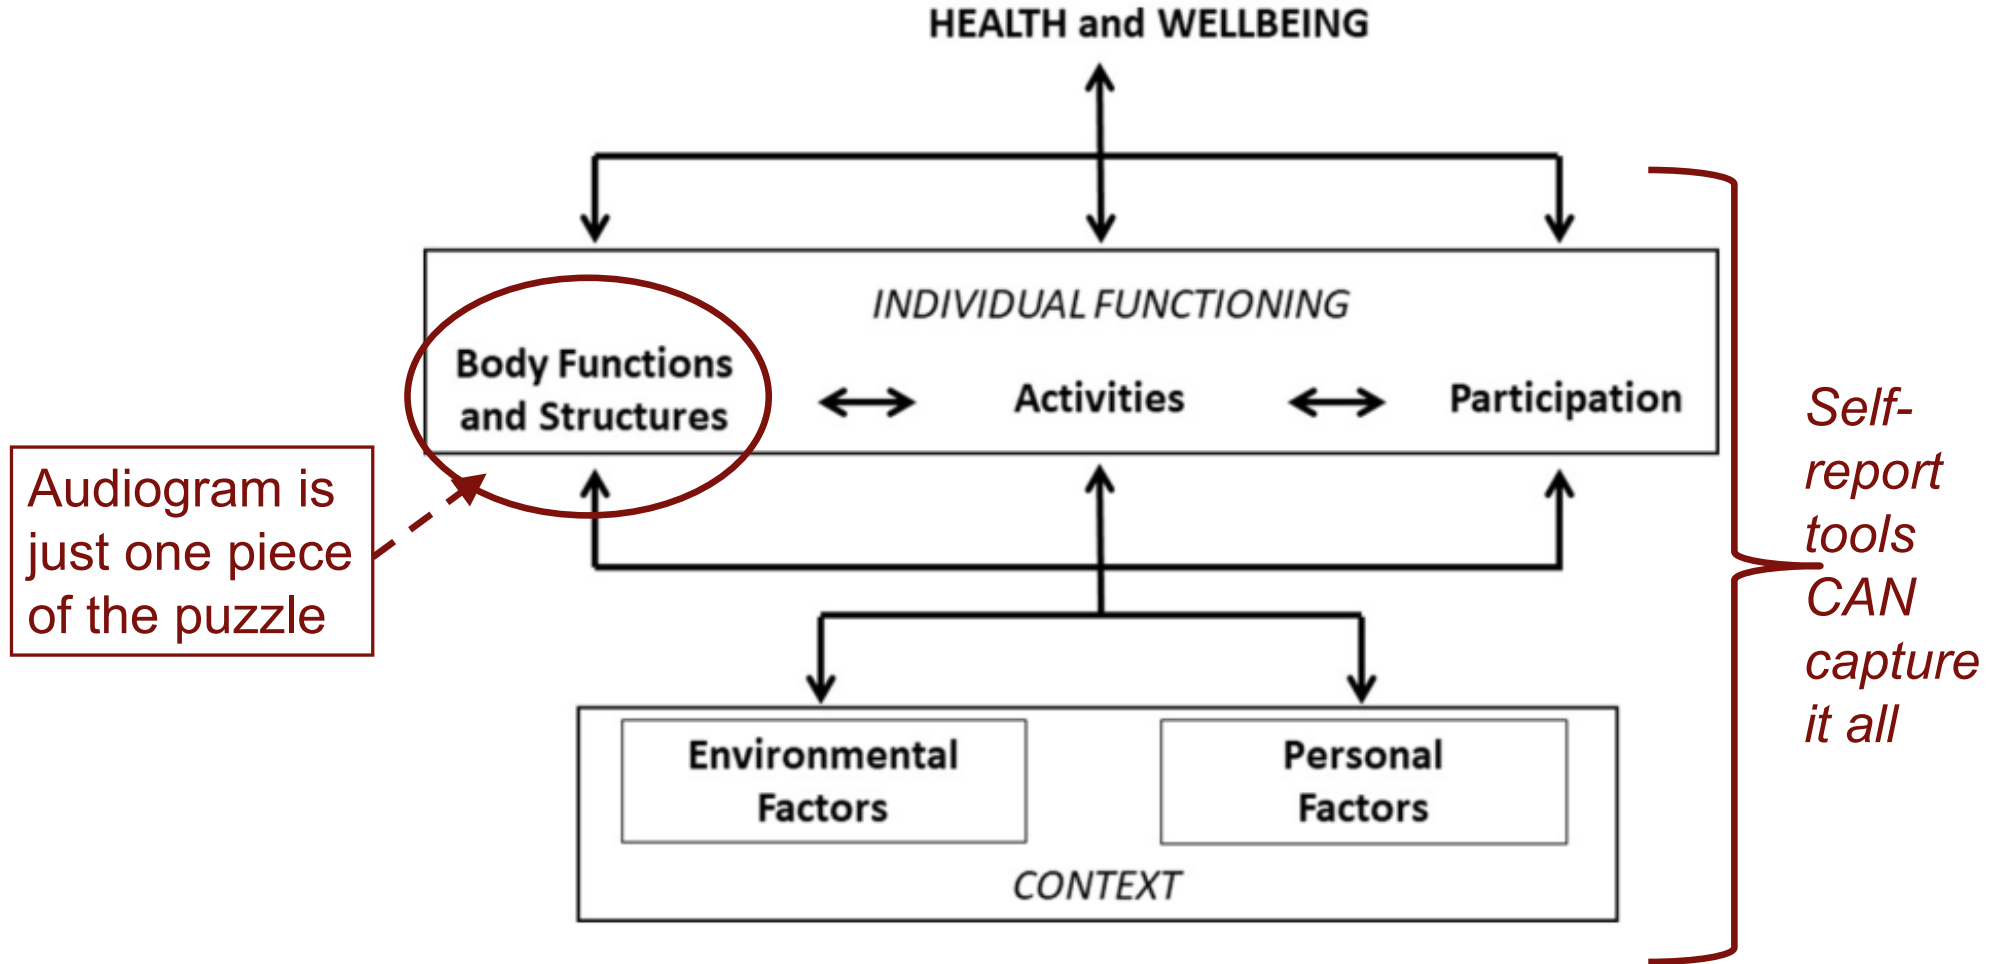 HEALTH and WELLBEING
INDIVIDUAL FUNCTIONING
Body Functions
and Structures
Activities
Participation
Audiogram is
just one piece
of the puzzle
Self-
report
tools
CAN
capture
it all
Environmental
Factors
Personal
Factors
CONTEXT